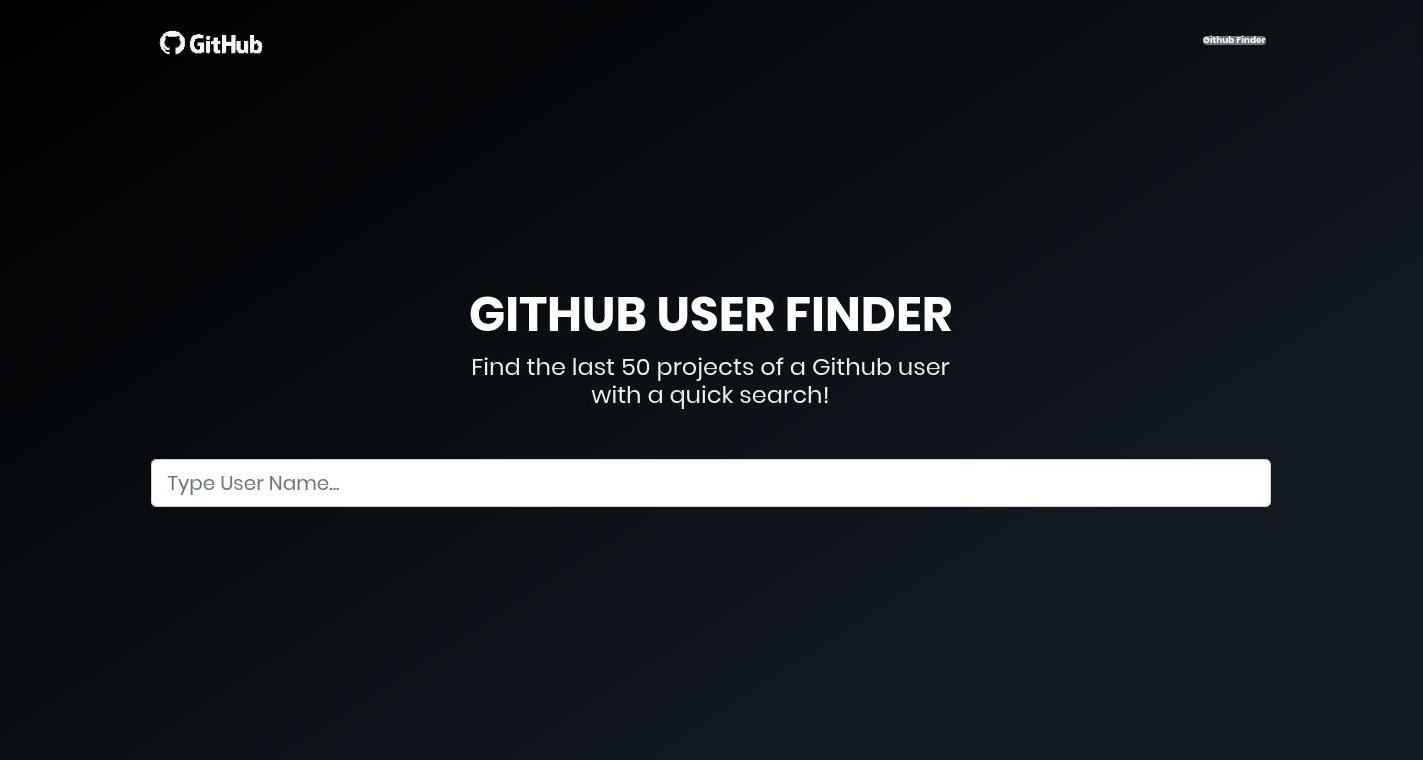 GitHub
Github Finder
GITHUB USER FINDER
Find the last 50 projects of a Github user
with a quick search!
Type User Name...